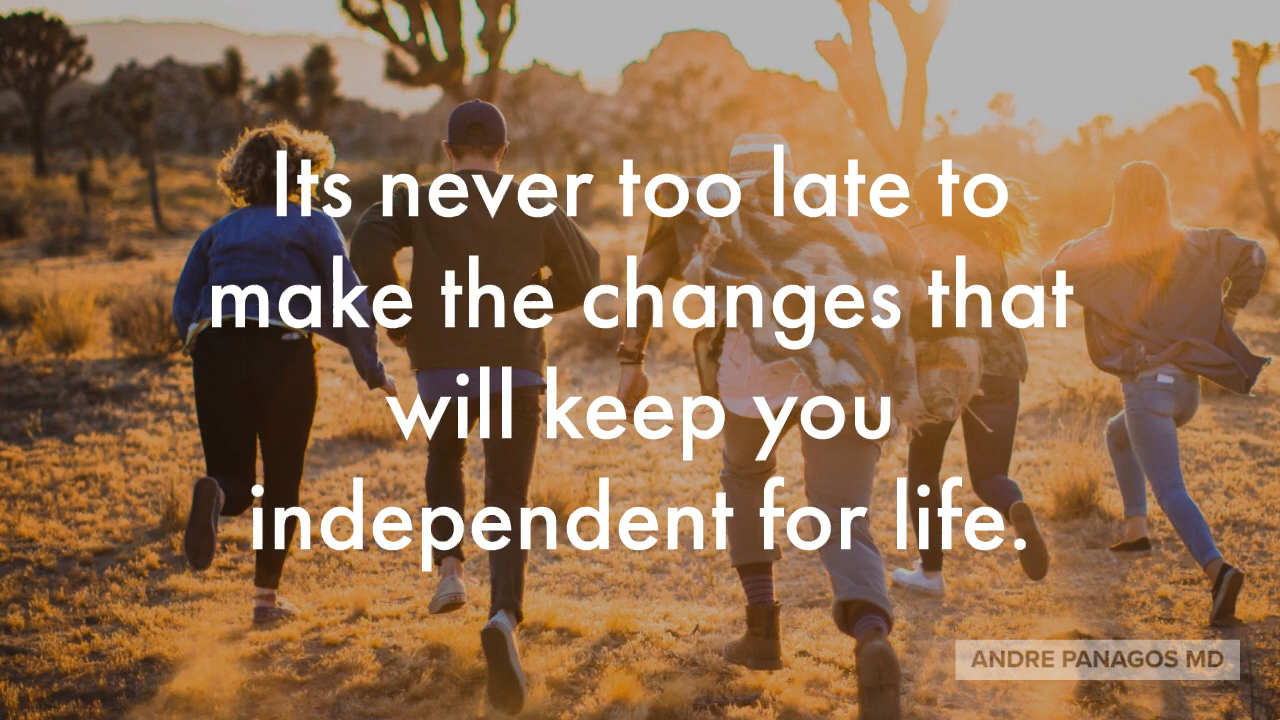 Its never too late to
make the changes that
will keep you
independent for life.
ANDRE PANAGOS MD